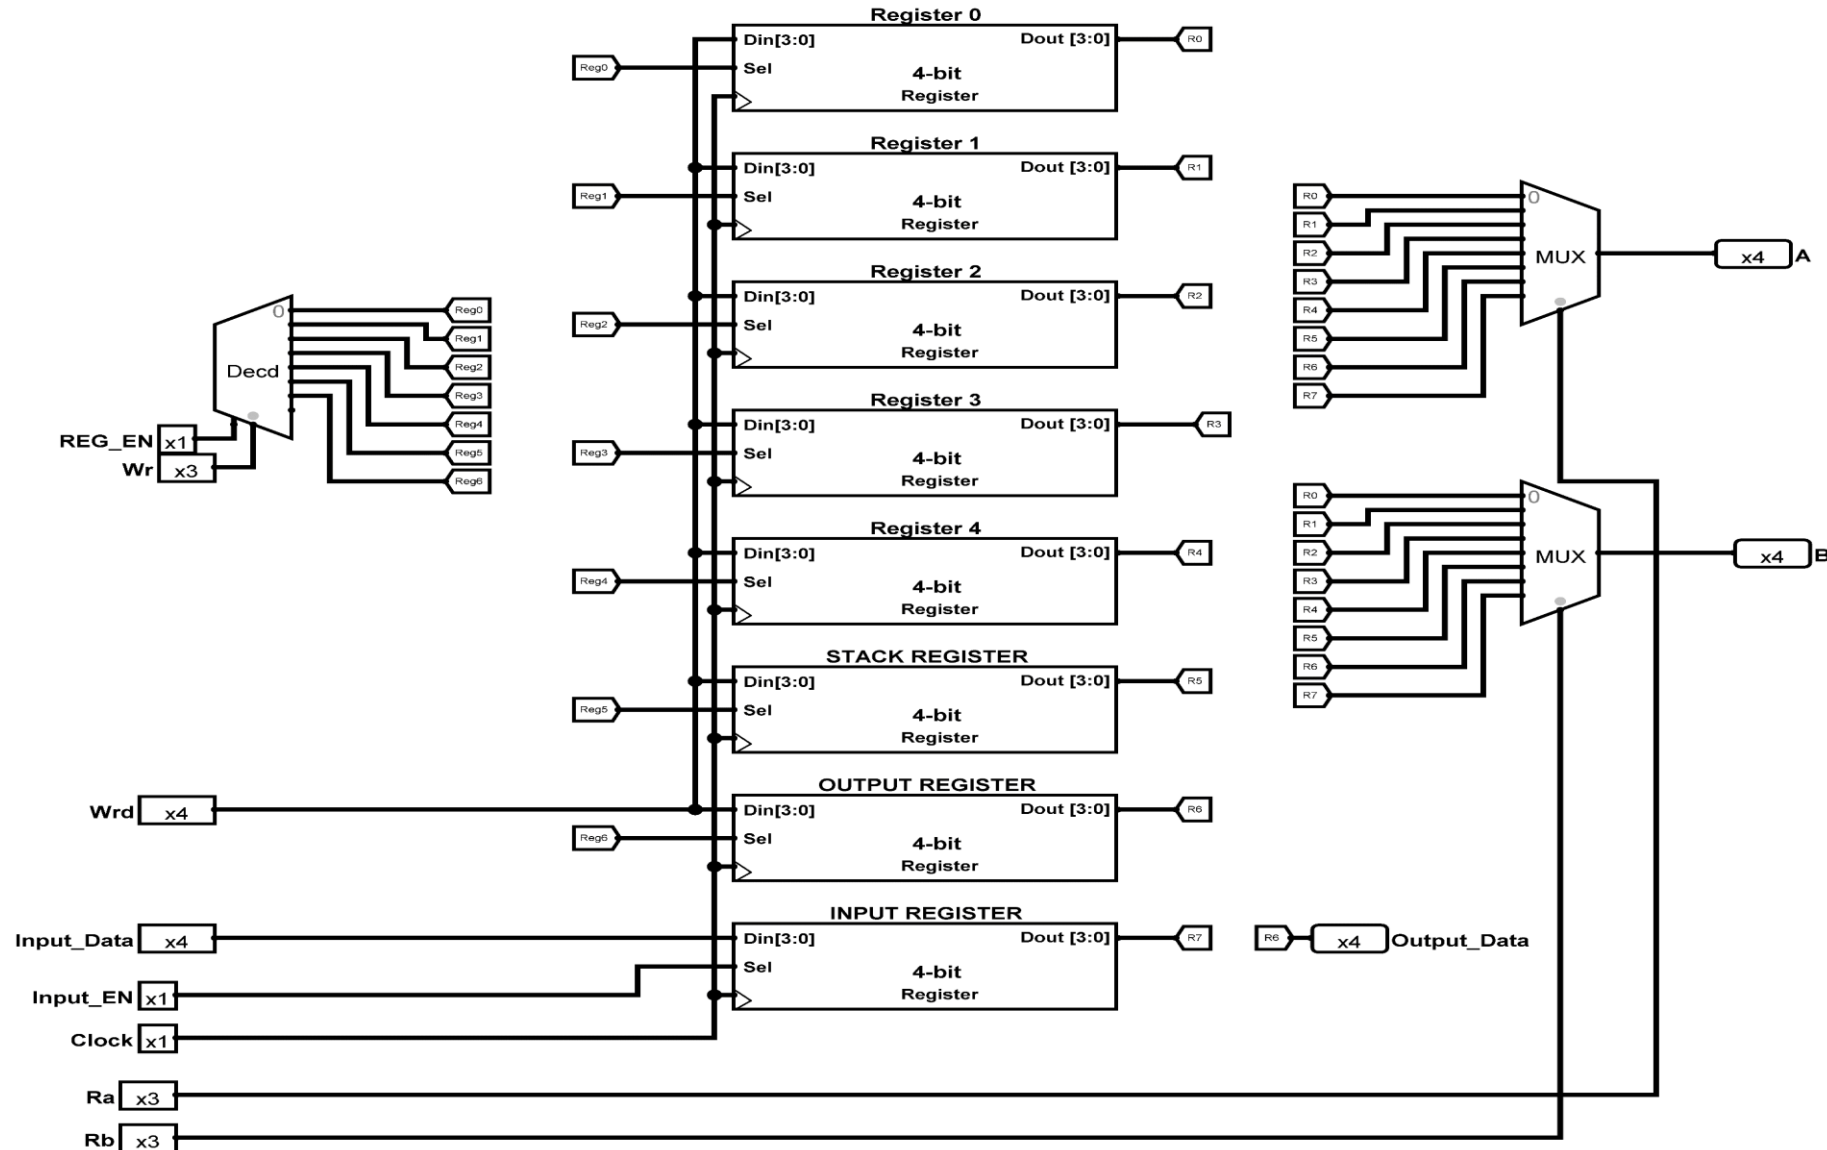 Register 0
Din[3:0]
Dout [3:0]
R0
Reg0
Sel
4-bit
Register
Register 1
Din[3:0]
Dout [3:0]
R1
Reg1
Sel
4-bit
Register
Register 2
Din[3:0]
Dout [3:0]
R2
Reg2
Sel
4-bit
Register
Register 3
Din[3:0]
Dout [3:0]
R3
Reg3
Sel
4-bit
Register
Register 4
Din[3:0]
Dout [3:0]
R4
Reg4
Sel
4-bit
Register
STACK REGISTER
Din[3:0]
Dout [3:0]
R5
Reg5
Sel
4-bit
Register
OUTPUT REGISTER
Wrd
x4
Din[3:0]
Dout [3:0]
R6
Reg6
Sel
4-bit
Register
INPUT REGISTER
Input_Data
x4
Din[3:0]
Dout [3:0]
R7
R6
x4
Output_Data
Sel
4-bit
Register
Input_EN
x1
Clock
x1
Ra
x3
Rb
x3
0
Decd
Reg0
Reg1
Reg2
Reg3
Reg4
Reg5
Reg6
REG_EN
x1
Wr
x3
R0
R1
R2
R3
R4
R5
R6
R7
0
MUX
x4
A
R0
R1
R2
R3
R4
R5
R6
R7
0
MUX
x4
B